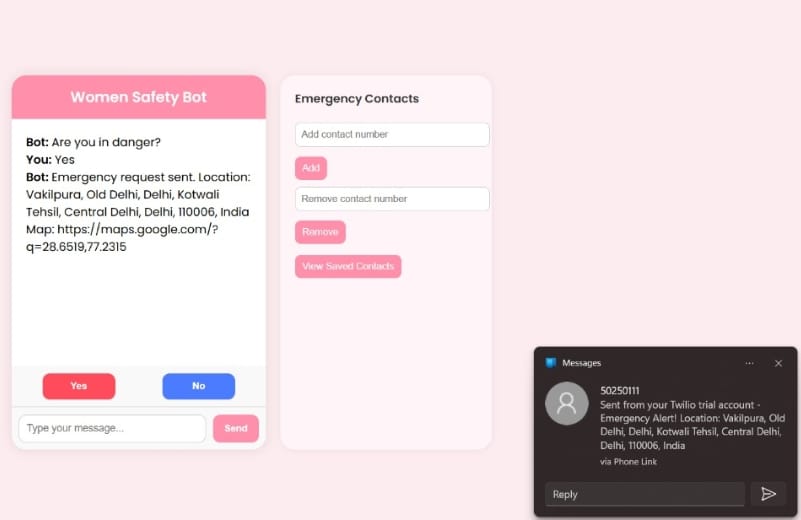 Women Safety Bot
Bot: Are you in danger?
You: Yes
Bot: Emergency request sent. Location:
Vakilpura, Old Delhi, Delhi, Kotwali
Tehsil, Central Delhi, Delhi, 110006, India
Map: https://maps.google.com/?
q=28.6519,77.2315
Yes
No
Type your message...
Send
Emergency Contacts
Add contact number
Add
Remove contact number
Remove
View Saved Contacts
Messages
50250111
Sent from your Twilio trial account -
Emergency Alert! Location: Vakilpura, Old
Delhi, Delhi, Kotwali Tehsil, Central Delhi,
Delhi, 110006, India
via Phone Link
Reply